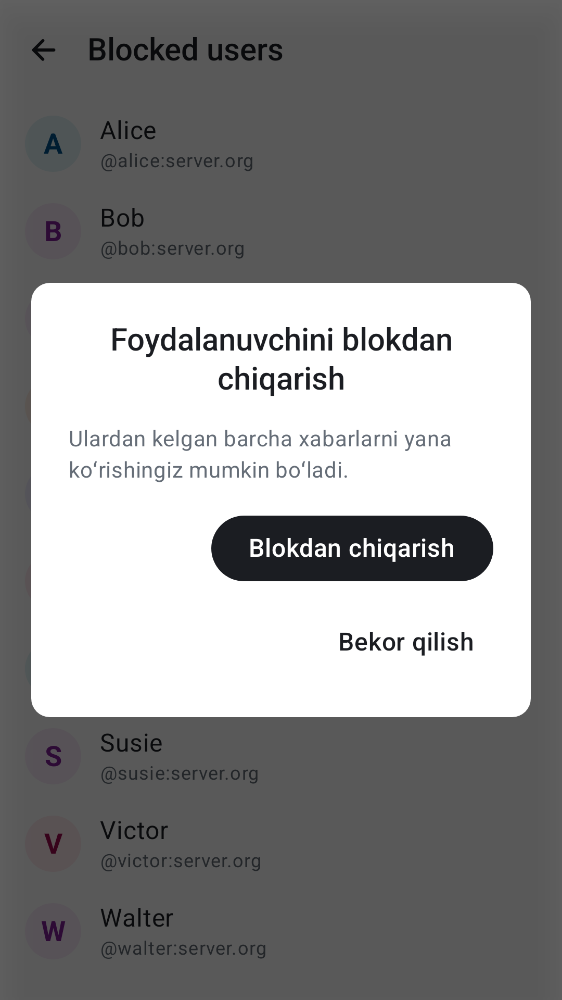 Blocked users
A
Alice
@alice:server.org
B
Bob
@bob:server.org
Foydalanuvchini blokdan
chiqarish
Ulardan kelgan barcha xabarlarni yana
koʻrishingiz mumkin boʻladi.
Blokdan chiqarish
Bekor qilish
S
Susie
@susie:server.org
V
Victor
@victor:server.org
W
Walter
@walter:server.org